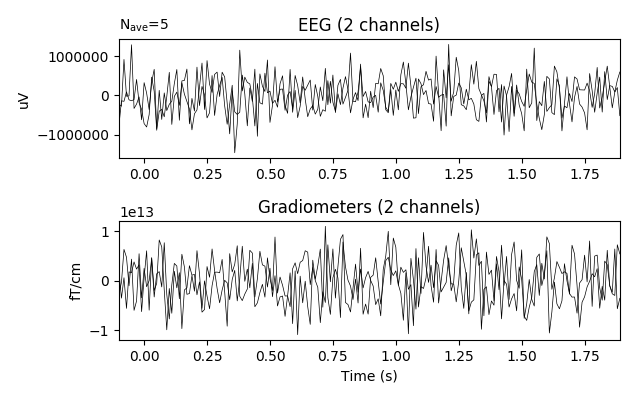 N_ave=5
EEG (2 channels)
1000000
0
−1000000
uV
0.00 0.25 0.50 0.75 1.00 1.25 1.50 1.75
Gradiometers (2 channels)
1e13
1
0
−1
fT/cm
0.00 0.25 0.50 0.75 1.00 1.25 1.50 1.75
Time (s)